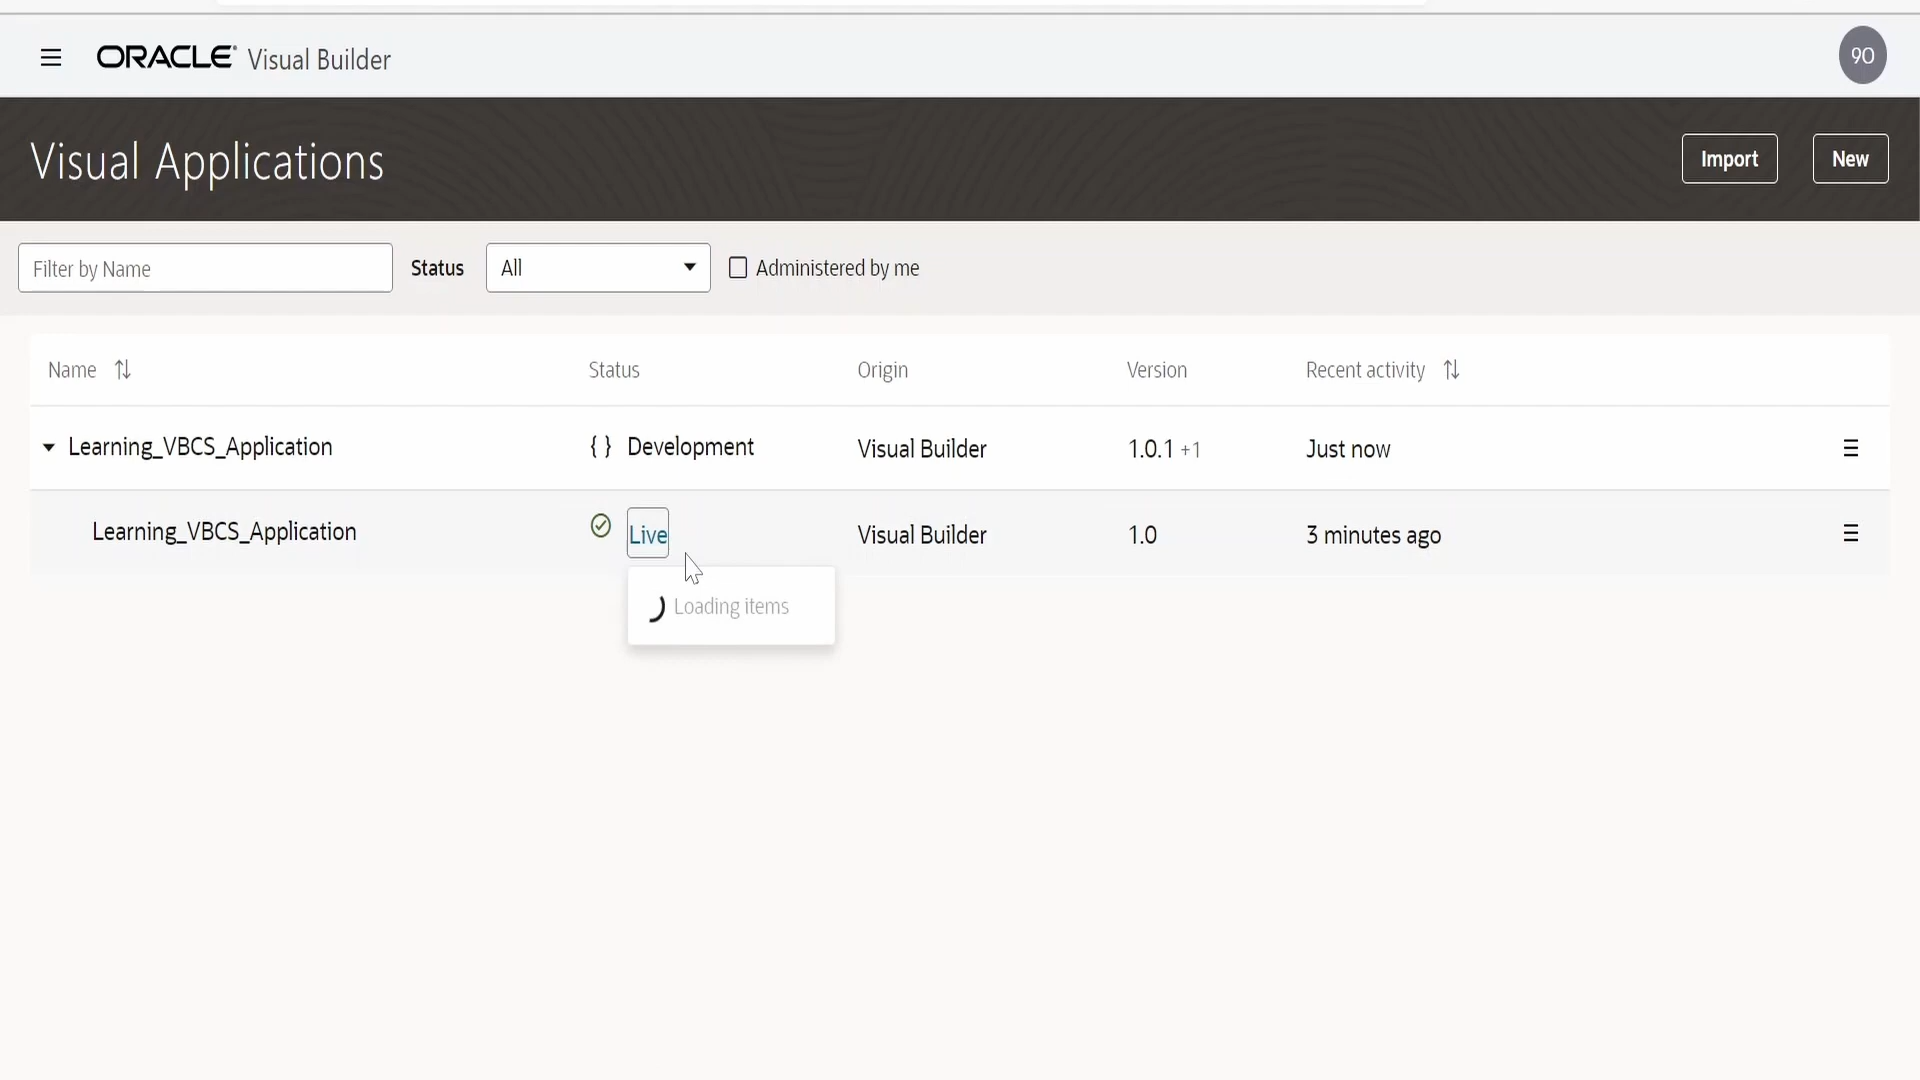 ORACLE Visual Builder
90
Visual Applications
Import
New
Filter by Name
Status
All
Administered by me
Name
Status
Origin
Version
Recent activity
Learning_VBCS_Application
{ } Development
Visual Builder
1.0.1 +1
Just now
Learning_VBCS_Application
Live
Visual Builder
1.0
3 minutes ago
Loading items